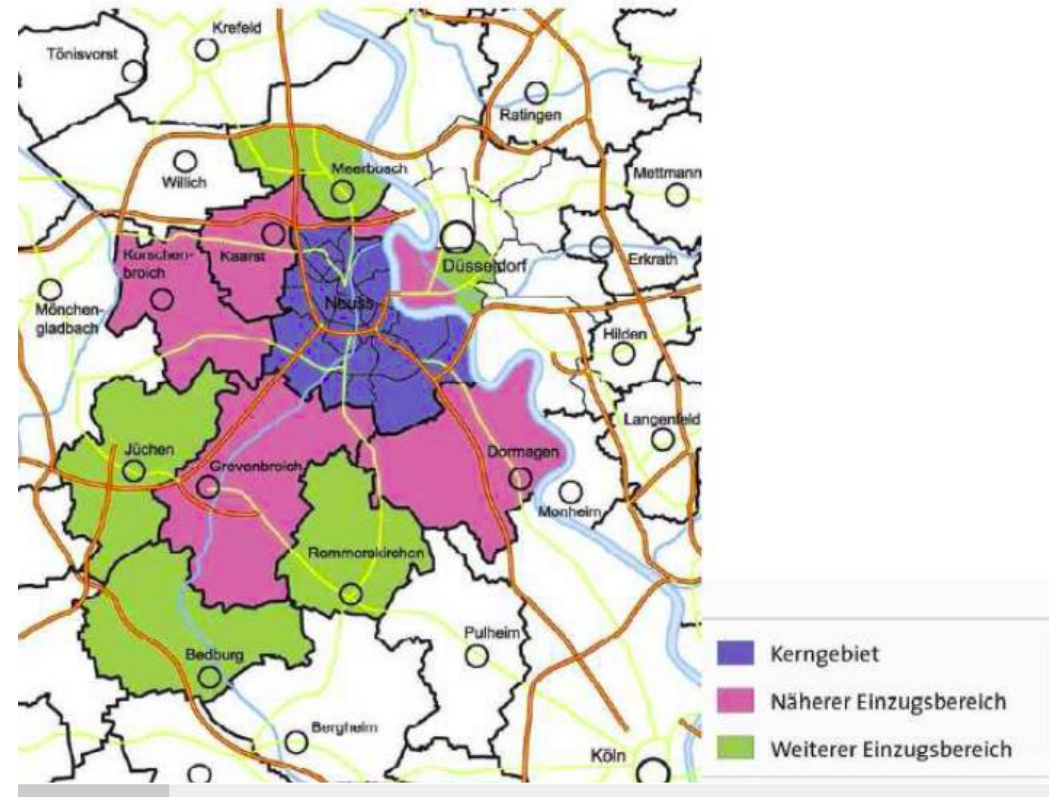 Krefeld
Tönisvorst
Ratingen
Meerbusch
Willich
Mettmann
Korschen-
broich
Kaarst
Düsseldorf
Erkrath
Mönchen-
gladbach
Neuss
Hilden
Langenfeld
Jüchen
Dormagen
Grevenbroich
Monheim
Rommerskirchen
Pulheim
Bedburg
Bergheim
Köln
Kerngebiet
Näherer Einzugsbereich
Weiterer Einzugsbereich